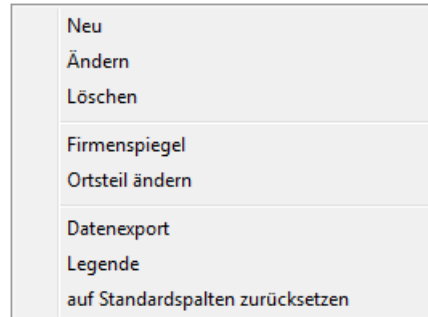 Neu
Ändern
Löschen
Firmenspiegel
Ortsteil ändern
Datenexport
Legende
auf Standardspalten zurücksetzen